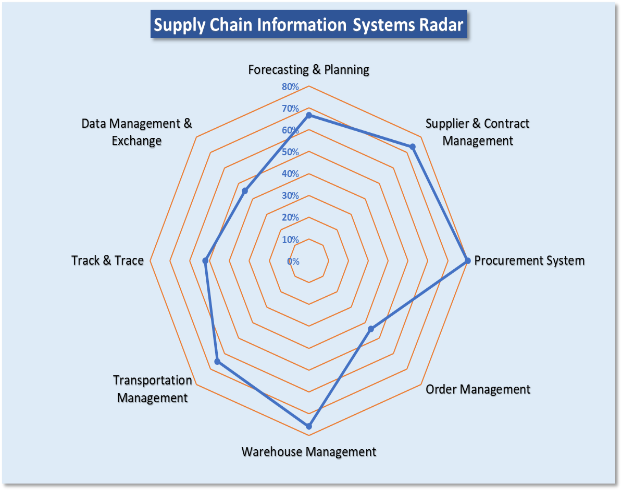 Supply Chain Information Systems Radar
Forecasting & Planning
80%
70%
60%
50%
40%
30%
20%
10%
0%
Supplier & Contract
Management
Procurement System
Order Management
Warehouse Management
Transportation
Management
Track & Trace
Data Management &
Exchange